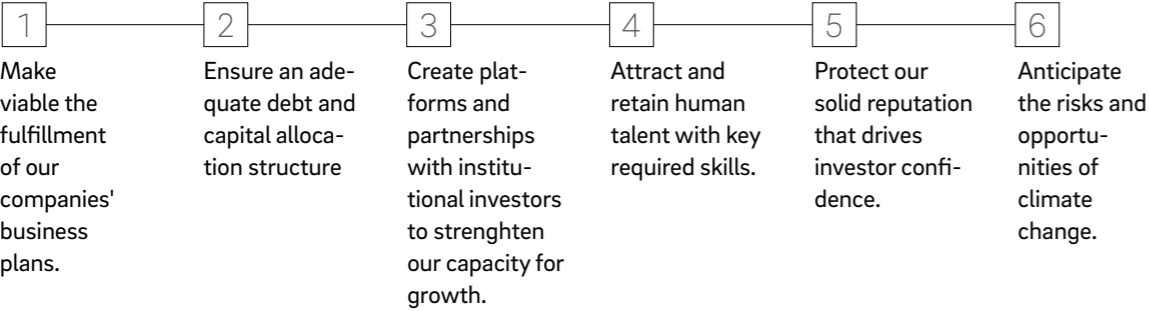 1
Make
viable the
fulfillment
of our
companies'
business
plans.
2
Ensure an ade-
quate debt and
capital alloca-
tion structure
3
Create plat-
forms and
partnerships
with institu-
tional investors
to strenghten
our capacity for
growth.
4
Attract and
retain human
talent with key
required skills.
5
Protect our
solid reputation
that drives
investor confi-
dence.
6
Anticipate
the risks and
opportu-
nities of
climate
change.